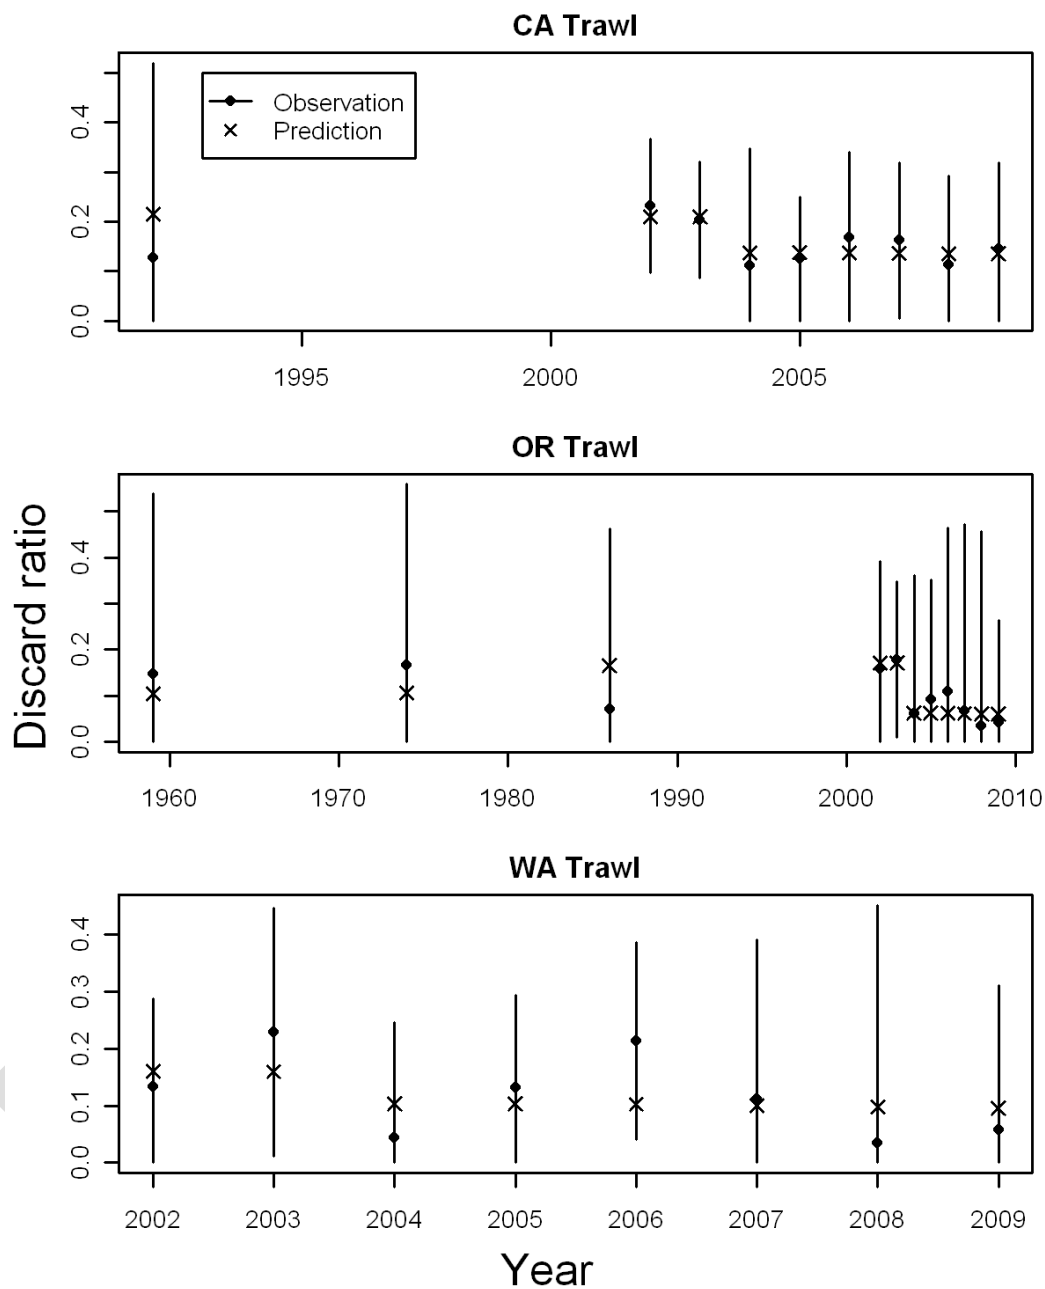 CA Trawl
Observation
Prediction
0.4
0.2
0.0
1995 2000 2005
OR Trawl
Discard ratio
0.4
0.2
0.0
1960 1970 1980 1990 2000 2010
WA Trawl
0.4
0.3
0.2
0.1
0.0
2002 2003 2004 2005 2006 2007 2008 2009
Year